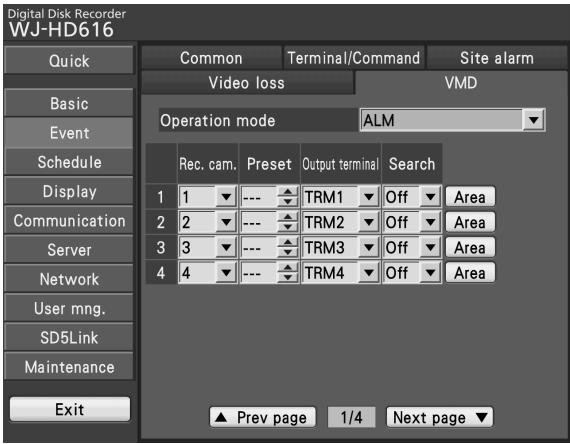 Digital Disk Recorder
WJ-HD616
Quick
Basic
Event
Schedule
Display
Communication
Server
Network
User mng.
SD5Link
Maintenance
Exit
Common Terminal/Command Site alarm
Video loss VMD
Operation mode ALM ▼
Rec. cam. Preset Output terminal Search
1 1 ▼ --- TRM1 ▼ Off ▼ Area
2 2 ▼ --- TRM2 ▼ Off ▼ Area
3 3 ▼ --- TRM3 ▼ Off ▼ Area
4 4 ▼ --- TRM4 ▼ Off ▼ Area
▲ Prev page 1/4 Next page ▼